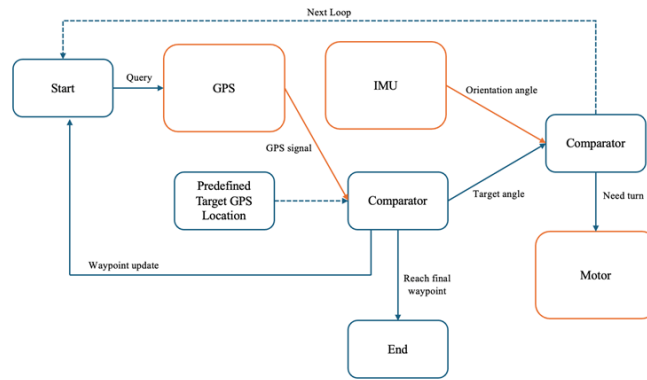 Next Loop
Start
Query
GPS
IMU
Orientation angle
Comparator
GPS signal
Predefined
Target GPS
Location
Comparator
Target angle
Need turn
Waypoint update
Reach final
waypoint
Motor
End